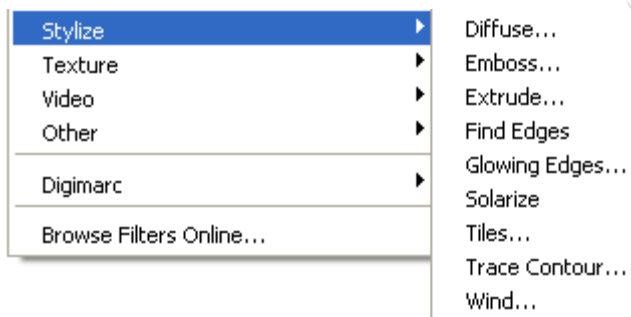 Stylize
Texture
Video
Other
Digimarc
Browse Filters Online...
Diffuse...
Emboss...
Extrude...
Find Edges
Glowing Edges...
Solarize
Tiles...
Trace Contour...
Wind...